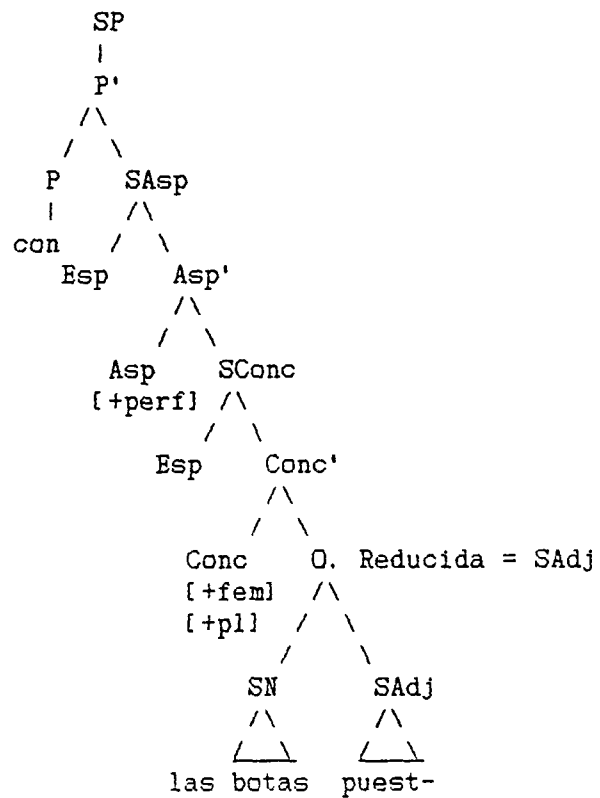 SP
P'
P SAsp
con
Esp Asp'
Asp SConc
[+perf]
Esp Conc'
Conc O. Reducida = SAdj
[+fem]
[+pl]
SN SAdj
las botas puest-